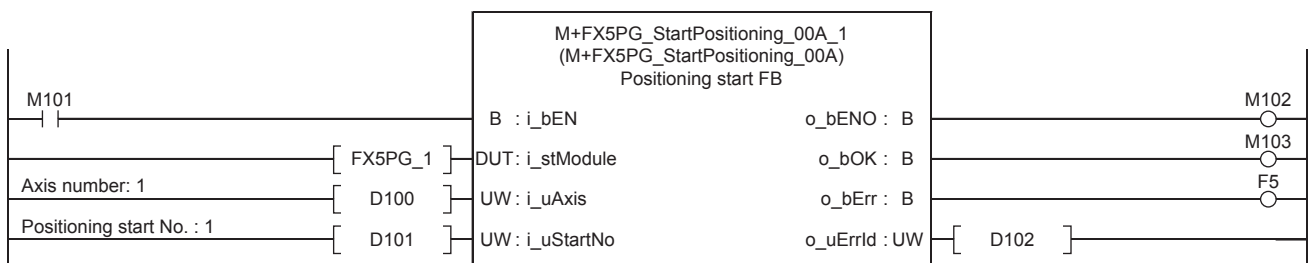 M+FX5PG_StartPositioning_00A_1
(M+FX5PG_StartPositioning_00A)
Positioning start FB
M101
B : i_bEN
o_bENO : B
M102
FX5PG_1
DUT: i_stModule
o_bOK : B
M103
Axis number: 1
D100
UW : i_uAxis
o_bErr : B
F5
Positioning start No. : 1
D101
UW : i_uStartNo
o_uErrId : UW
D102